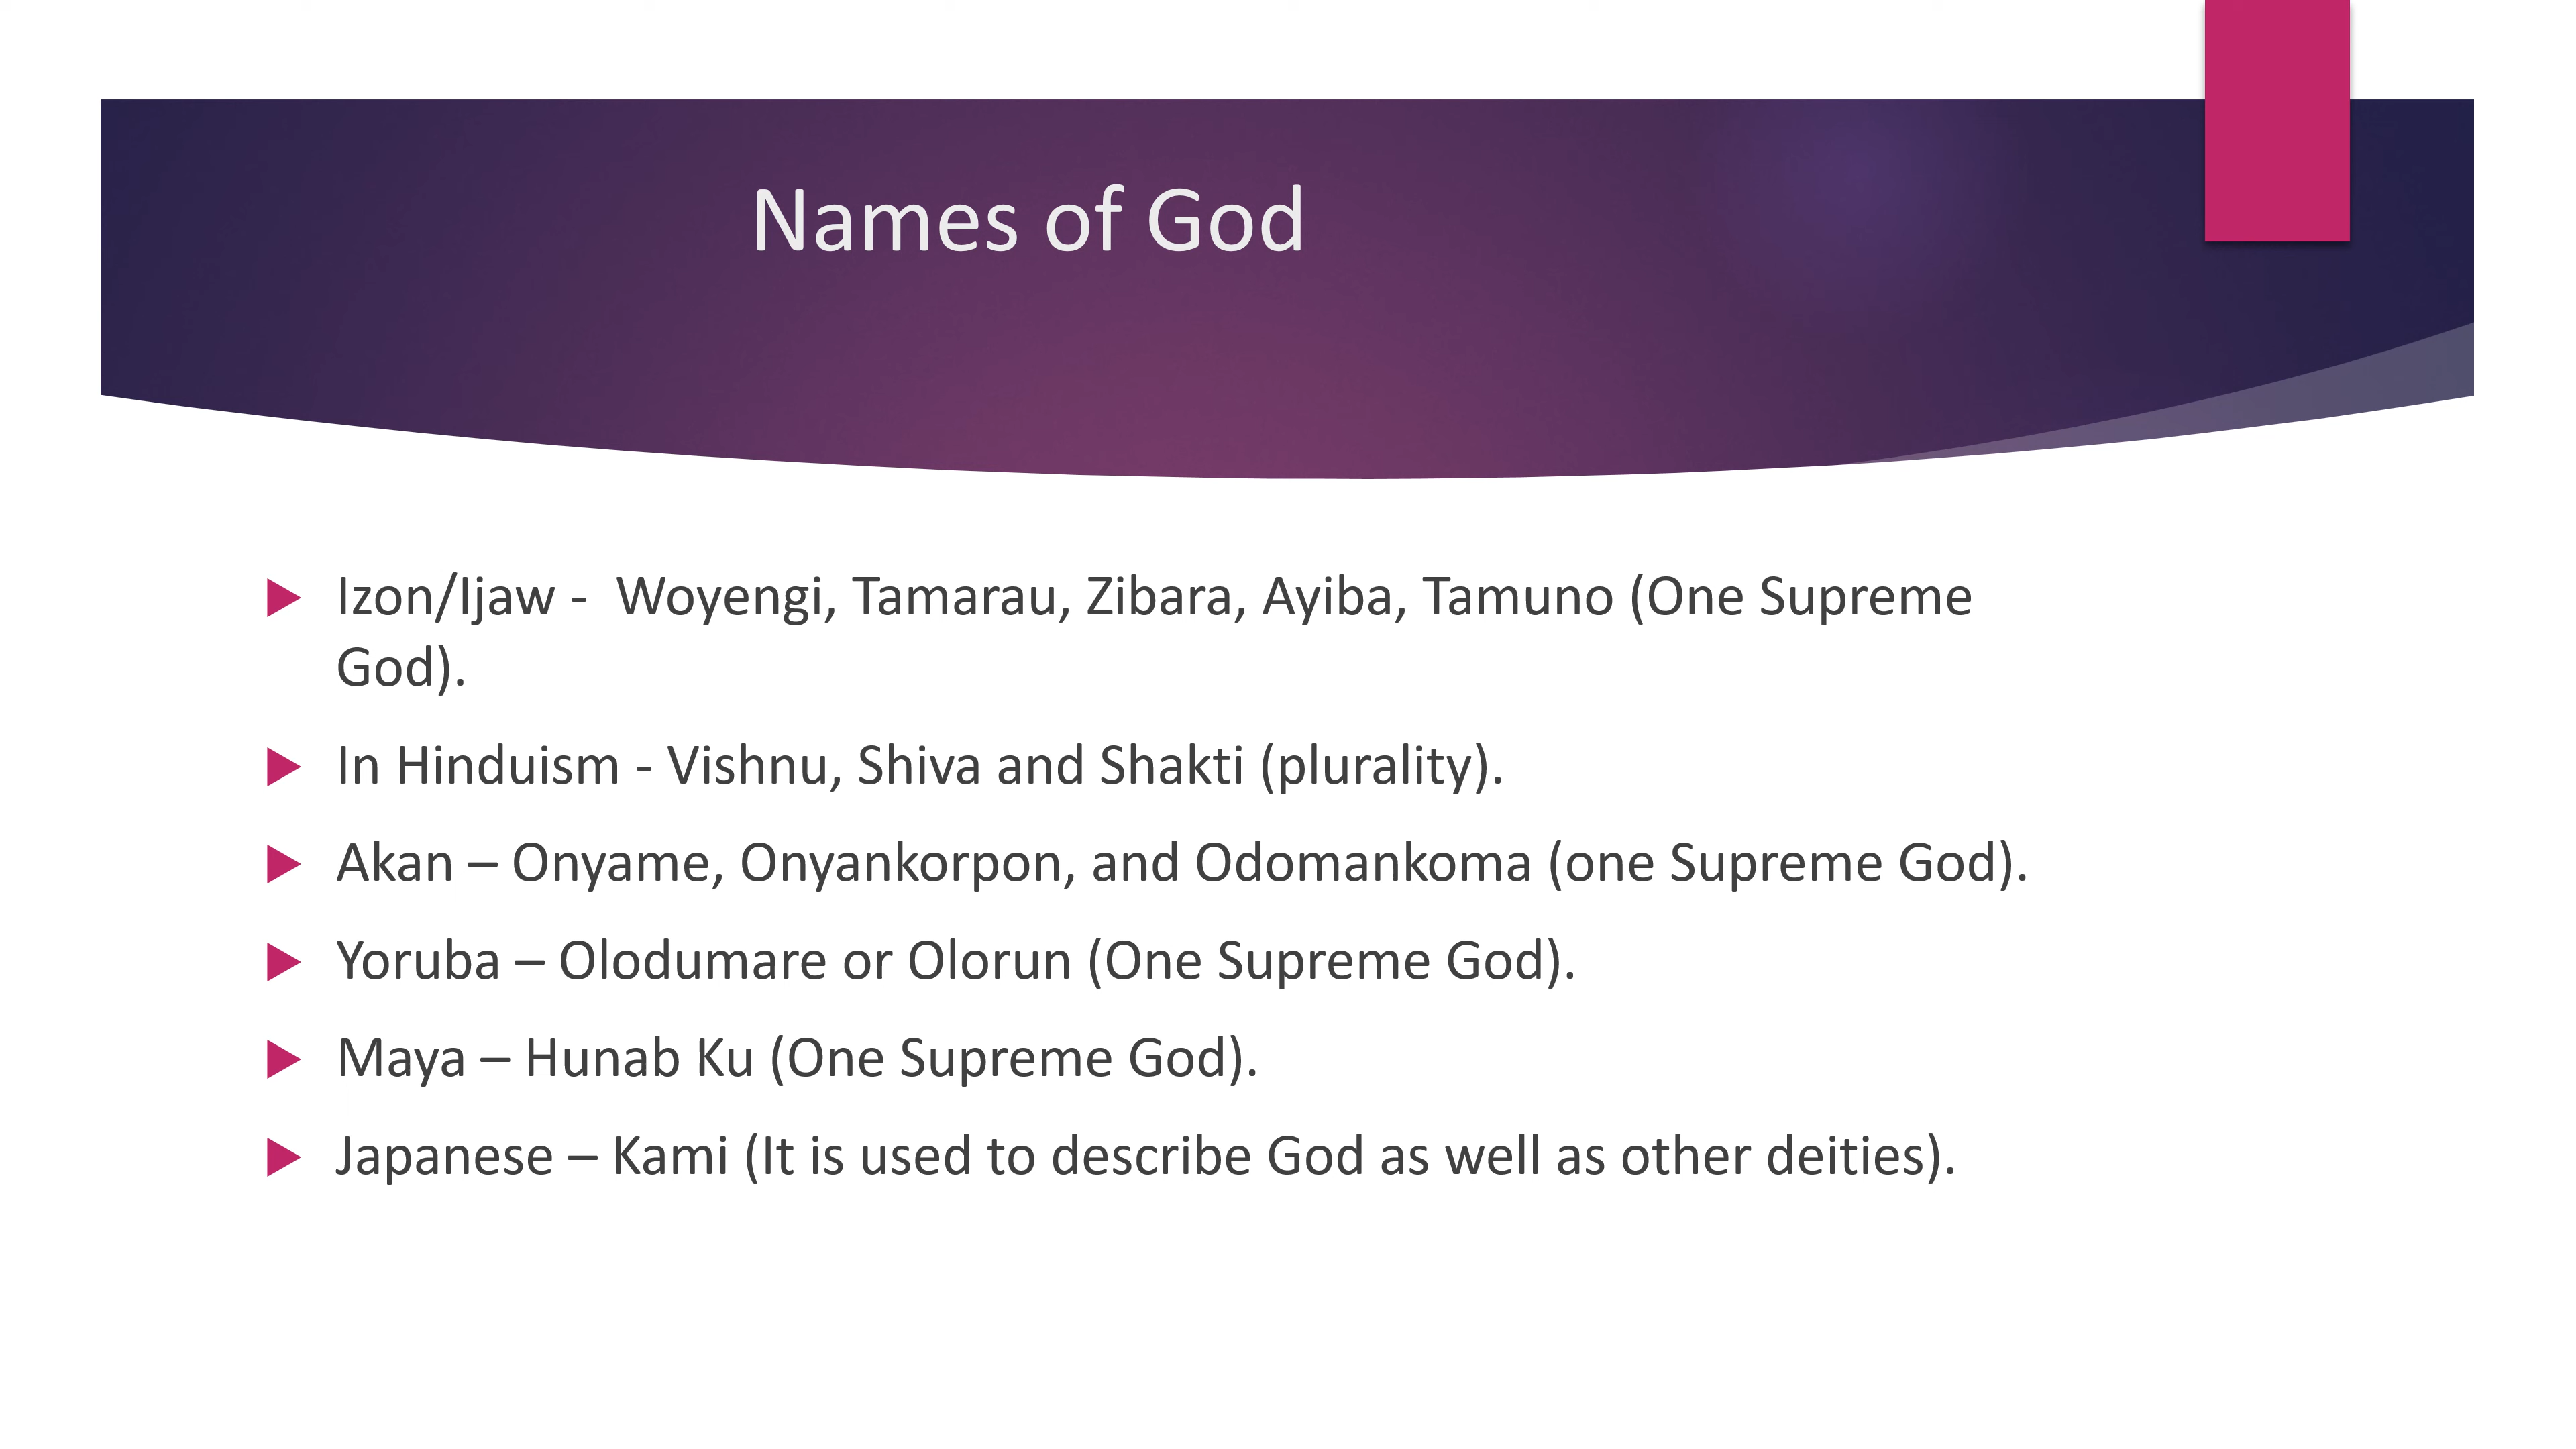 Names of God
Izon/Ijaw -  Woyengi, Tamarau, Zibara, Ayiba, Tamuno (One Supreme
God).
In Hinduism - Vishnu, Shiva and Shakti (plurality).
Akan – Onyame, Onyankorpon, and Odomankoma (one Supreme God).
Yoruba – Olodumare or Olorun (One Supreme God).
Maya – Hunab Ku (One Supreme God).
Japanese – Kami (It is used to describe God as well as other deities).